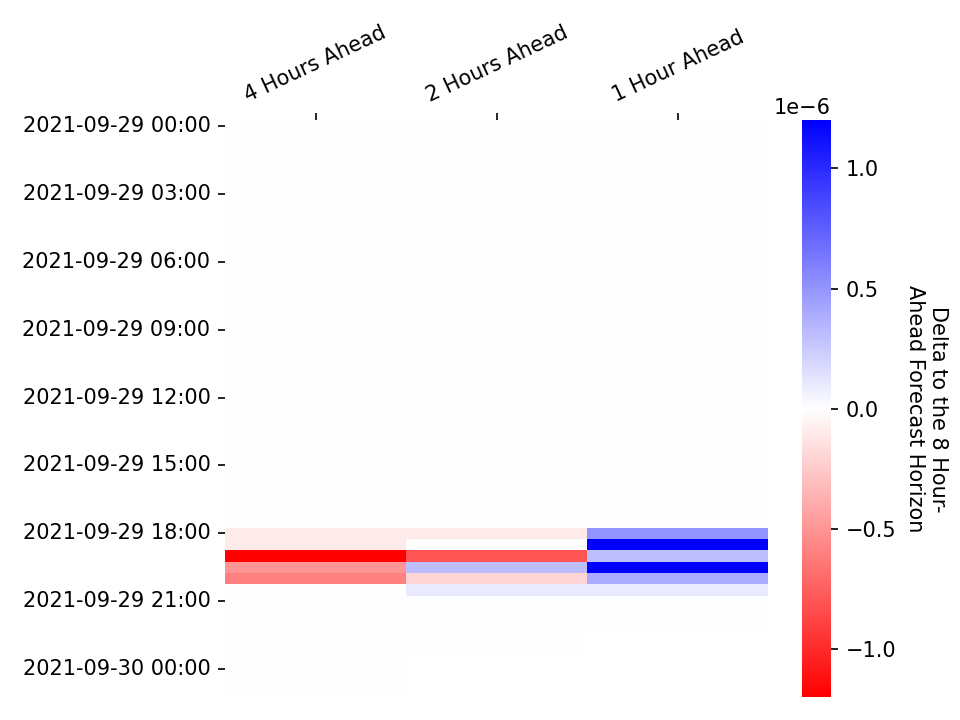 4 Hours Ahead
2 Hours Ahead
1 Hour Ahead
1e−6
2021-09-29 00:00
2021-09-29 03:00
2021-09-29 06:00
2021-09-29 09:00
2021-09-29 12:00
2021-09-29 15:00
2021-09-29 18:00
2021-09-29 21:00
2021-09-30 00:00
1.0
0.5
0.0
−0.5
−1.0
Delta to the 8 Hour-
Ahead Forecast Horizon